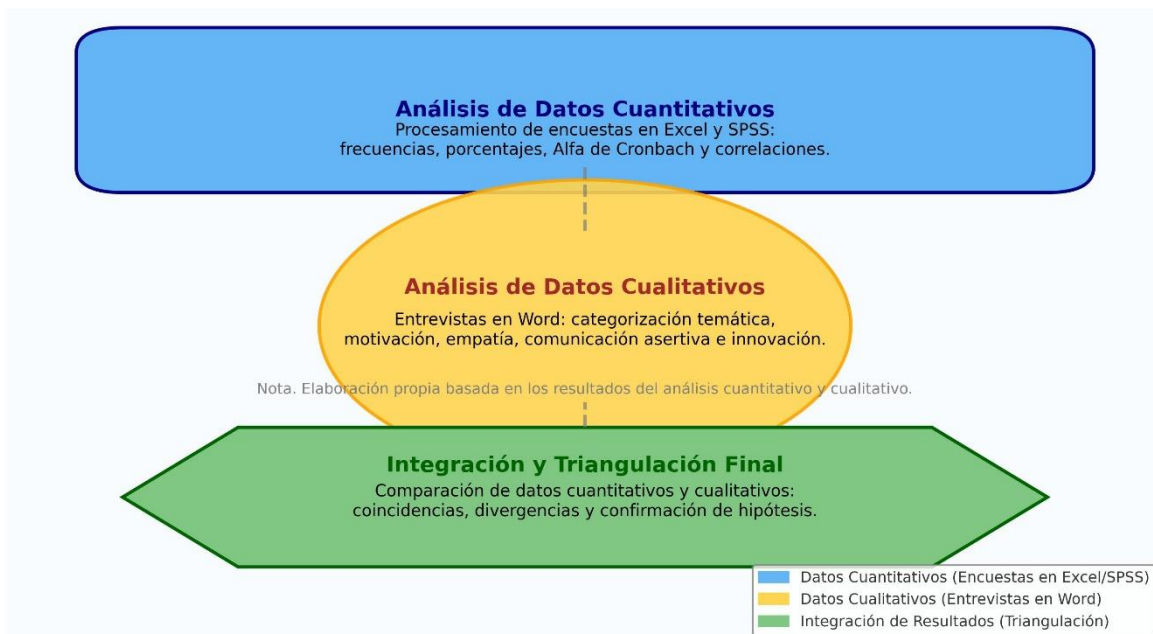 Análisis de Datos Cuantitativos
Procesamiento de encuestas en Excel y SPSS:
frecuencias, porcentajes, Alfa de Cronbach y correlaciones.
Análisis de Datos Cualitativos
Entrevistas en Word: categorización temática,
motivación, empatía, comunicación asertiva e innovación.
Nota. Elaboración propia basada en los resultados del análisis cuantitativo y cualitativo.
Integración y Triangulación Final
Comparación de datos cuantitativos y cualitativos:
coincidencias, divergencias y confirmación de hipótesis.
Datos Cuantitativos (Encuestas en Excel/SPSS)
Datos Cualitativos (Entrevistas en Word)
Integración de Resultados (Triangulación)